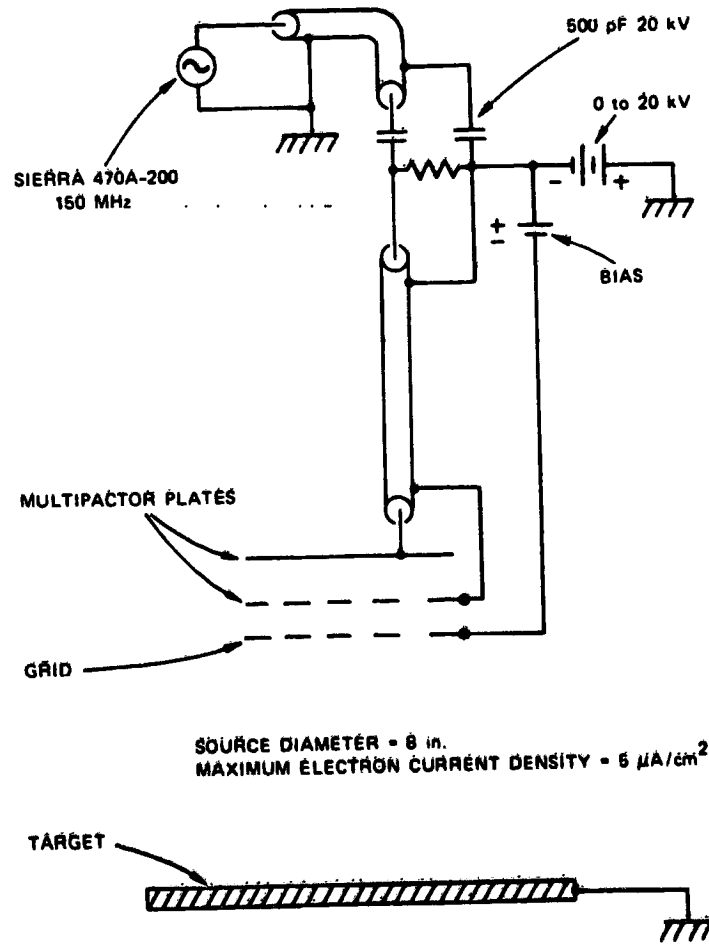 500 pF 20 kV
0 to 20 kV
SIERRA 470A-200
150 MHz
- +
+
-
BIAS
MULTIPACTOR PLATES
GRID
SOURCE DIAMETER = 8 in.
MAXIMUM ELECTRON CURRENT DENSITY = 5 μA/cm²
TARGET